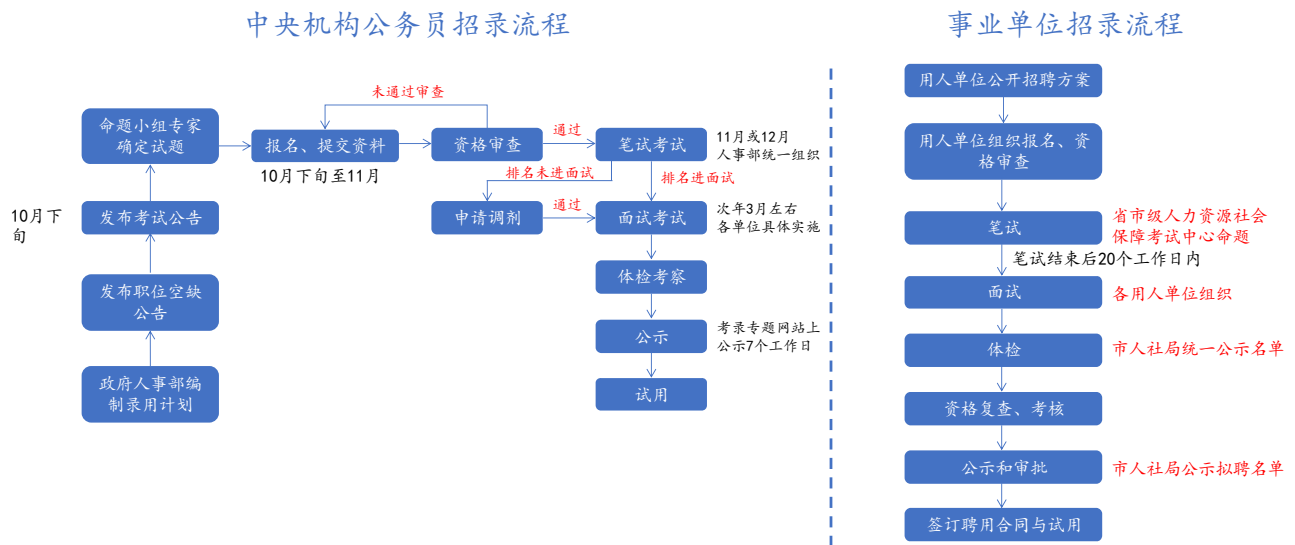 中央机构公务员招录流程
未通过审查
命题小组专家
确定试题
报名、提交资料
10月下旬至11月
资格审查
通过
笔试考试
11月或12月
人事部统一组织
排名未进面试
排名进面试
10月下
旬
发布考试公告
申请调剂
通过
面试考试
次年3月左右
各单位具体实施
发布职位空缺
公告
体检考察
公示
考录专题网站上
公示7个工作日
政府人事部编
制录用计划
试用
事业单位招录流程
用人单位公开招聘方案
用人单位组织报名、资
格审查
笔试
省市级人力资源社会
保障考试中心命题
笔试结束后20个工作日内
面试
各用人单位组织
体检
市人社局统一公示名单
资格复查、考核
公示和审批
市人社局公示拟聘名单
签订聘用合同与试用